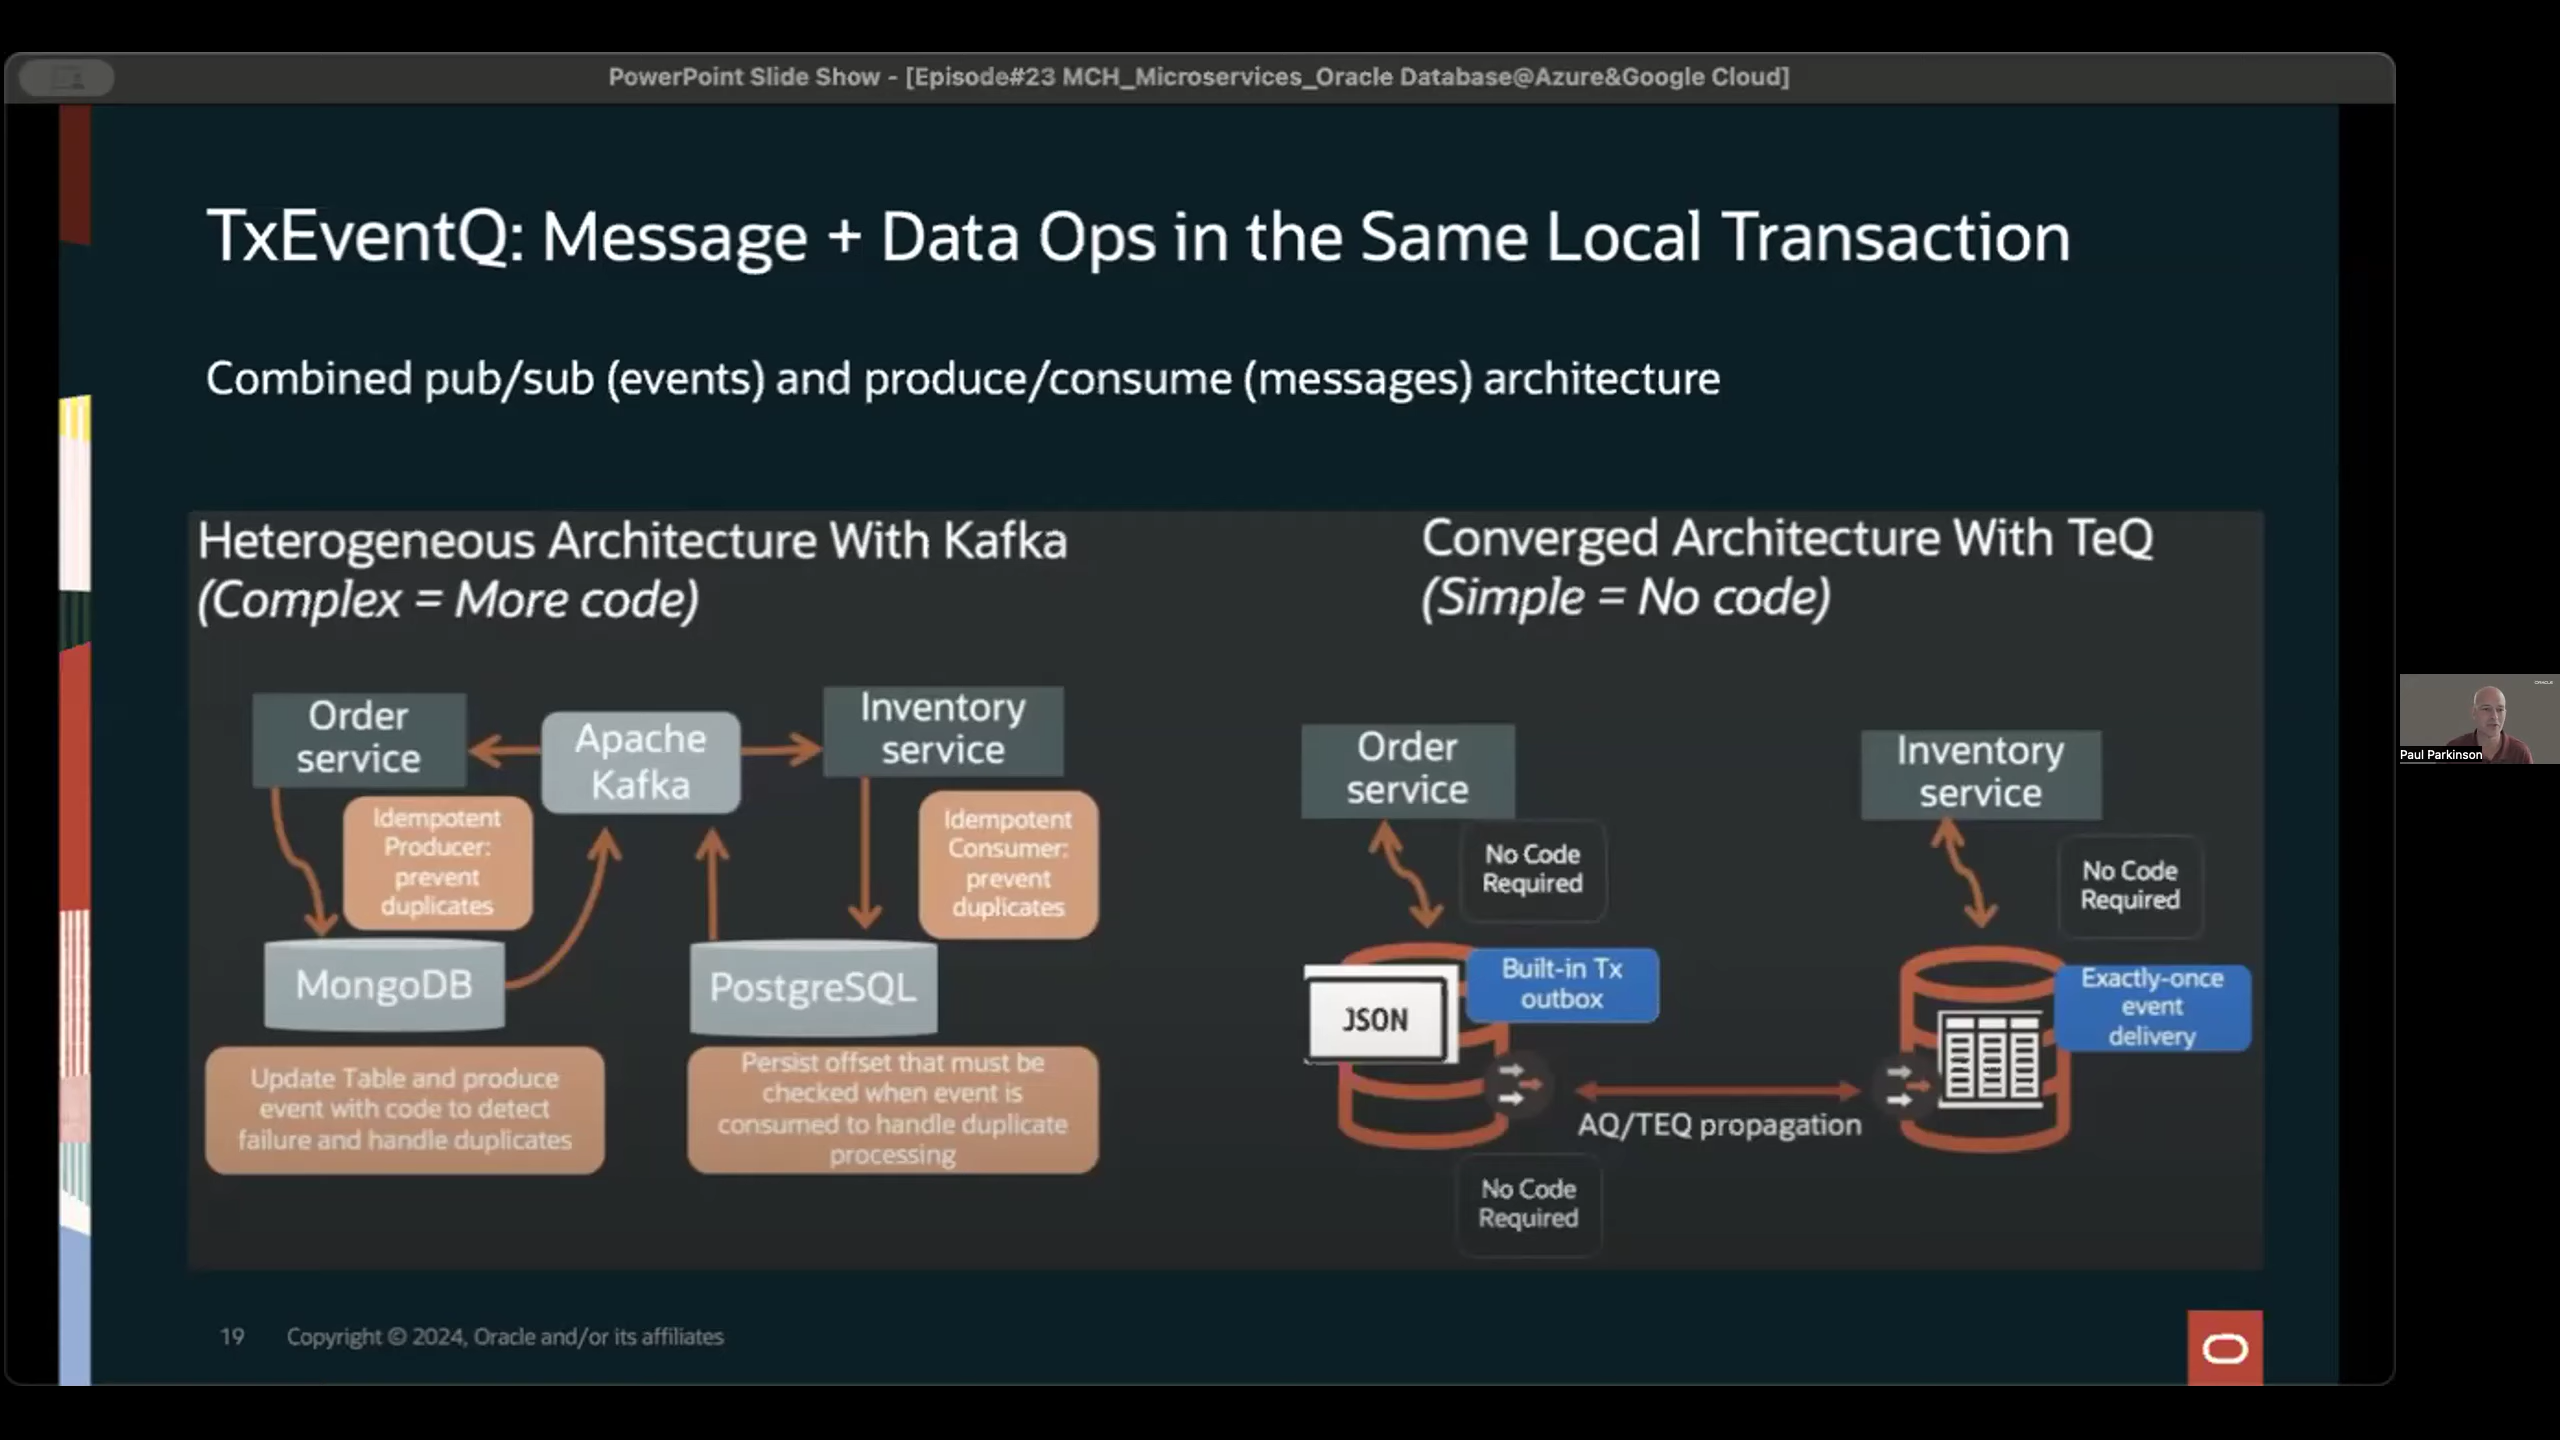 PowerPoint Slide Show - [Episode#23 MCH_Microservices_Oracle Database@Azure&Google Cloud]
TxEventQ: Message + Data Ops in the Same Local Transaction
Combined pub/sub (events) and produce/consume (messages) architecture
Heterogeneous Architecture With Kafka
(Complex = More code)
Order
service
Apache
Kafka
Inventory
service
Idempotent
Producer:
prevent
duplicates
Idempotent
Consumer:
prevent
duplicates
MongoDB
PostgreSQL
Update Table and produce
event with code to detect
failure and handle duplicates
Persist offset that must be
checked when event is
consumed to handle duplicate
processing
Converged Architecture With TeQ
(Simple = No code)
Order
service
Inventory
service
No Code
Required
No Code
Required
Built-in Tx
outbox
JSON
Exactly-once
event
delivery
AQ/TEQ propagation
No Code
Required
19 Copyright © 2024, Oracle and/or its affiliates
ORACLE
Paul Parkinson